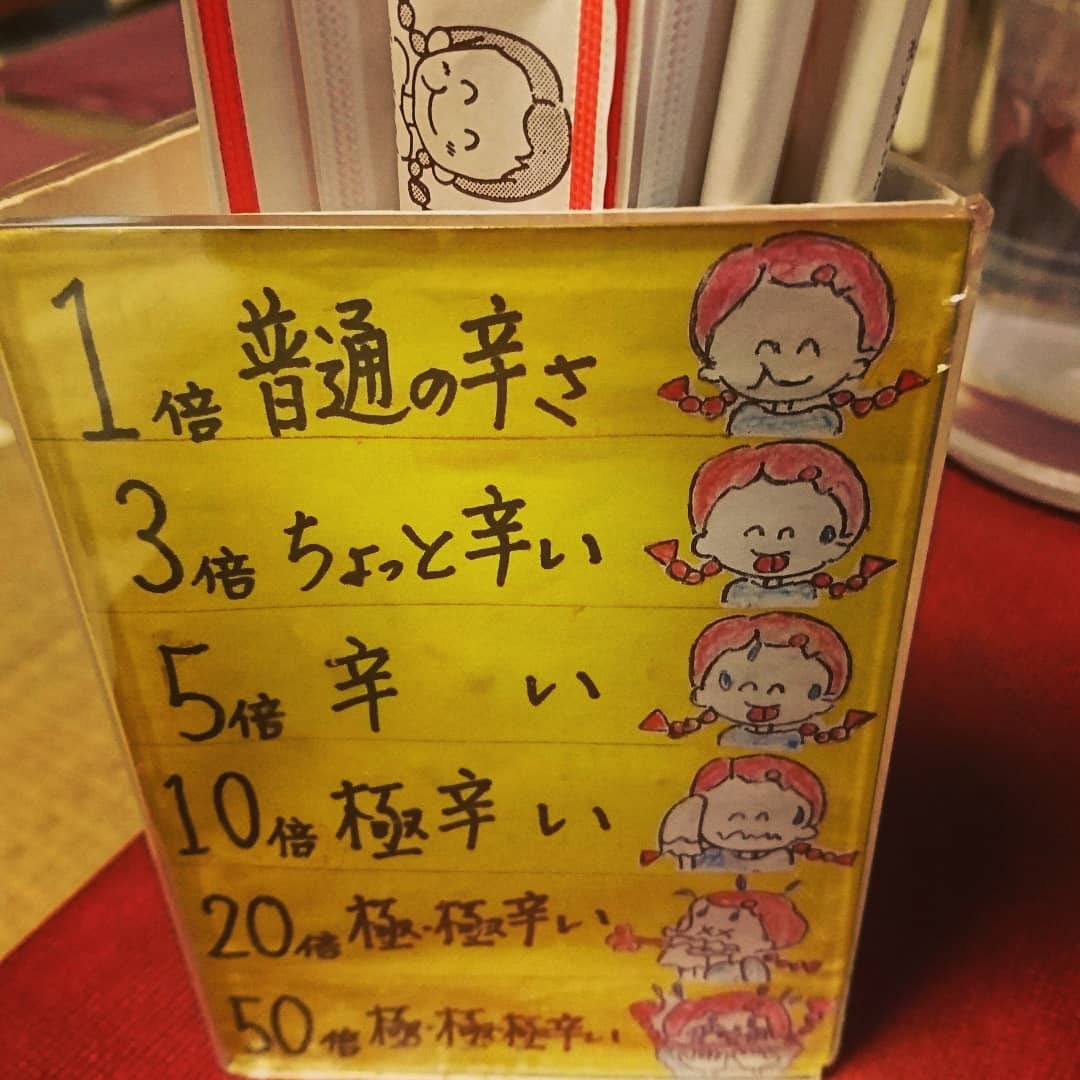 1倍 普通の辛さ
3倍 ちょっと辛い
5倍 辛い
10倍 極辛い
20倍 極・極辛い
50倍 極・極・極辛い